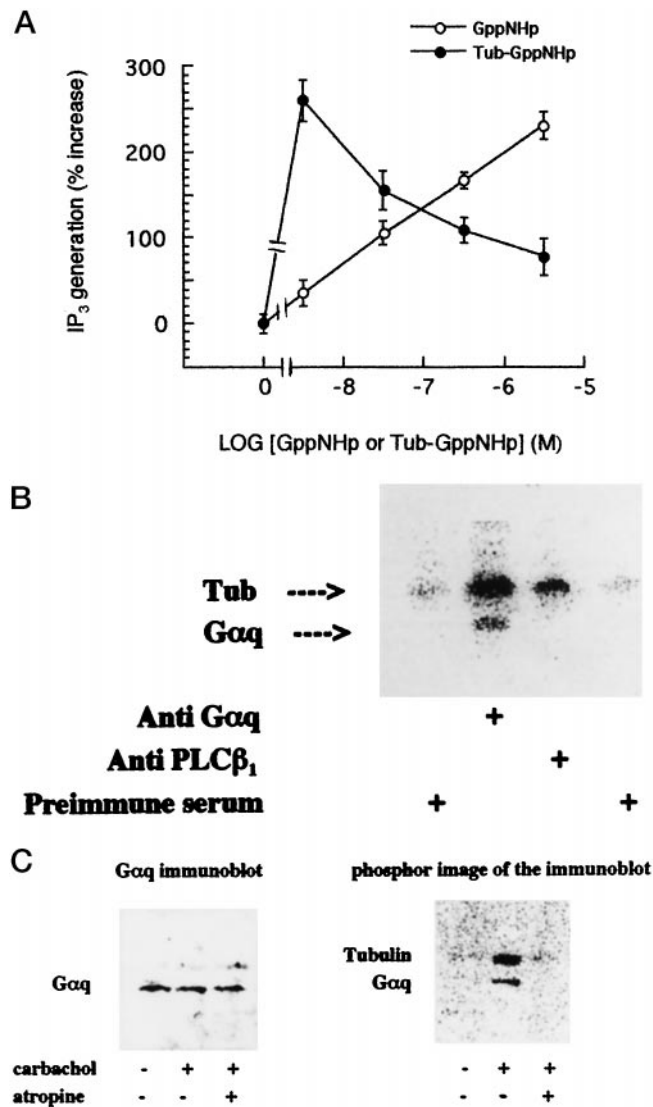 A
GppNHp
Tub-GppNHp
300
200
100
0
IP3 generation (% increase)
0 -8 -7 -6 -5
LOG [GppNHp or Tub-GppNHp] (M)
B
Tub ---->
Gαq ---->
Anti Gαq +
Anti PLCβ1 +
Preimmune serum + +
C
Gαq immunoblot
phosphor image of the immunoblot
Gαq
Tubulin
Gαq
carbachol - + + - + +
atropine - - + - - +